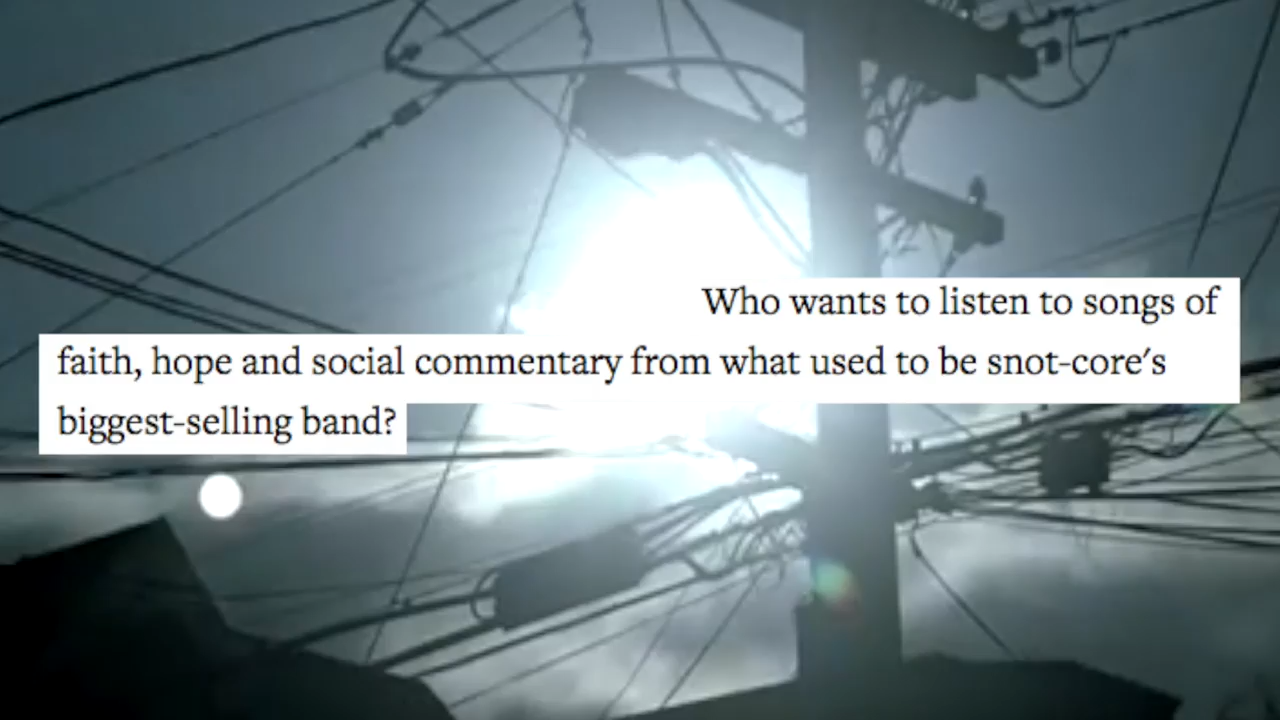 Who wants to listen to songs of
faith, hope and social commentary from what used to be snot-core's
biggest-selling band?